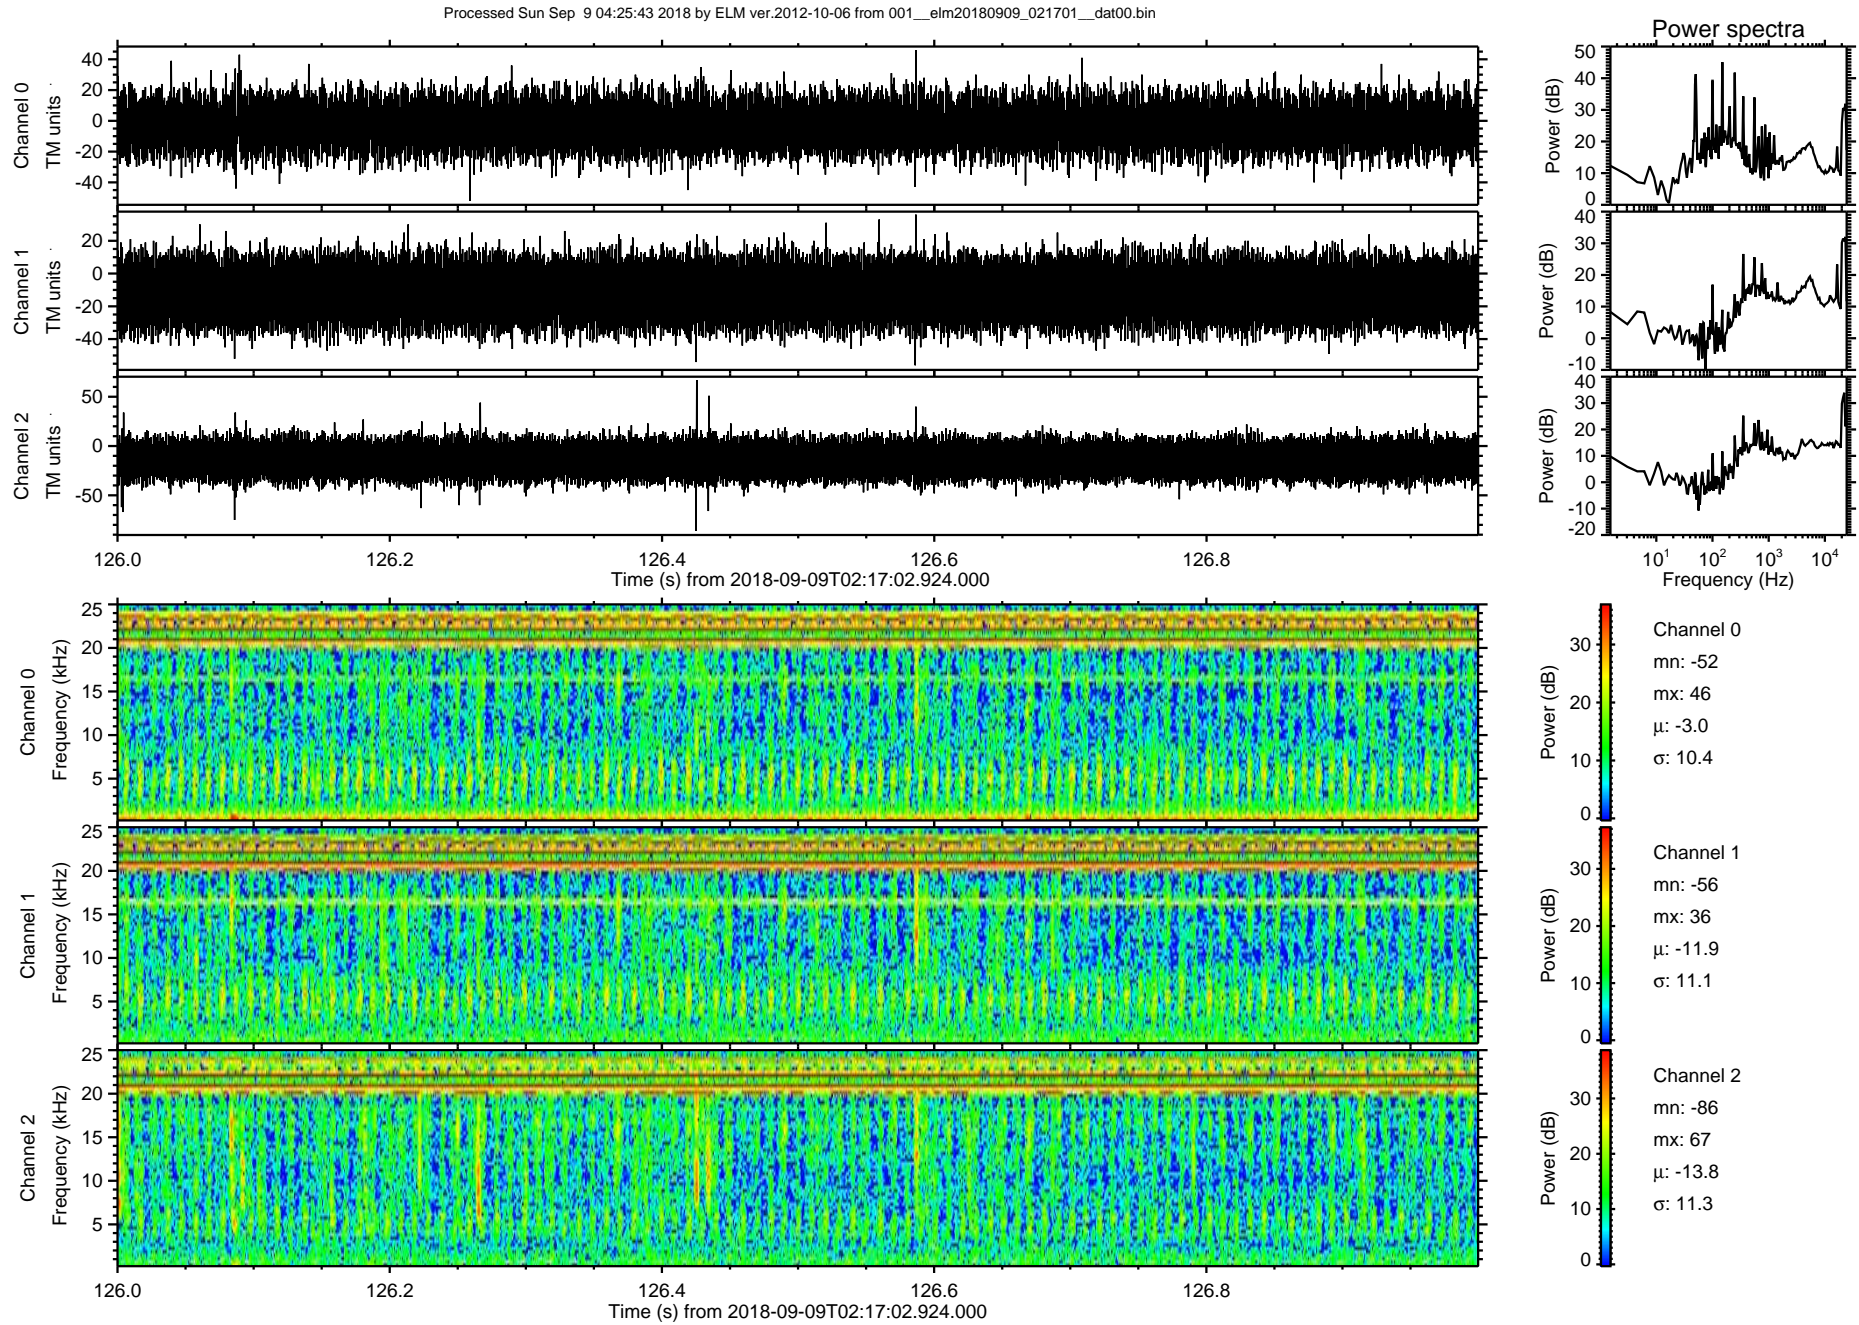 Processed Sun Sep  9 04:25:43 2018 by ELM ver.2012-10-06 from 001__elm20180909_021701__dat00.bin
Power spectra
Channel 0
TM units
40
20
0
-20
-40
Power (dB)
50
40
30
20
10
0
Channel 1
TM units
20
0
-20
-40
Power (dB)
40
30
20
10
0
-10
Channel 2
TM units
50
0
-50
Power (dB)
40
30
20
10
0
-10
-20
126.0 126.2 126.4 126.6 126.8
Time (s) from 2018-09-09T02:17:02.924.000
10^1 10^2 10^3 10^4
Frequency (Hz)
Channel 0
Frequency (kHz)
25
20
15
10
5
Power (dB)
30
20
10
0
Channel 0
mn: -52
mx: 46
μ: -3.0
σ: 10.4
Channel 1
Frequency (kHz)
25
20
15
10
5
Power (dB)
30
20
10
0
Channel 1
mn: -56
mx: 36
μ: -11.9
σ: 11.1
Channel 2
Frequency (kHz)
25
20
15
10
5
Power (dB)
30
20
10
0
Channel 2
mn: -86
mx: 67
μ: -13.8
σ: 11.3
126.0 126.2 126.4 126.6 126.8
Time (s) from 2018-09-09T02:17:02.924.000